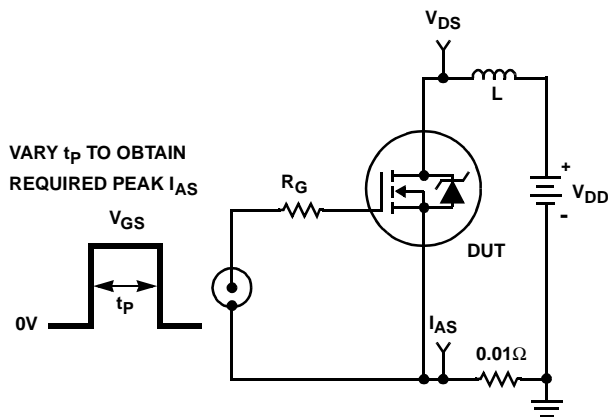 V_DS
L
VARY t_P TO OBTAIN
REQUIRED PEAK I_AS
+
V_DD
-
R_G
V_GS
DUT
t_P
0V
I_AS
0.01Ω